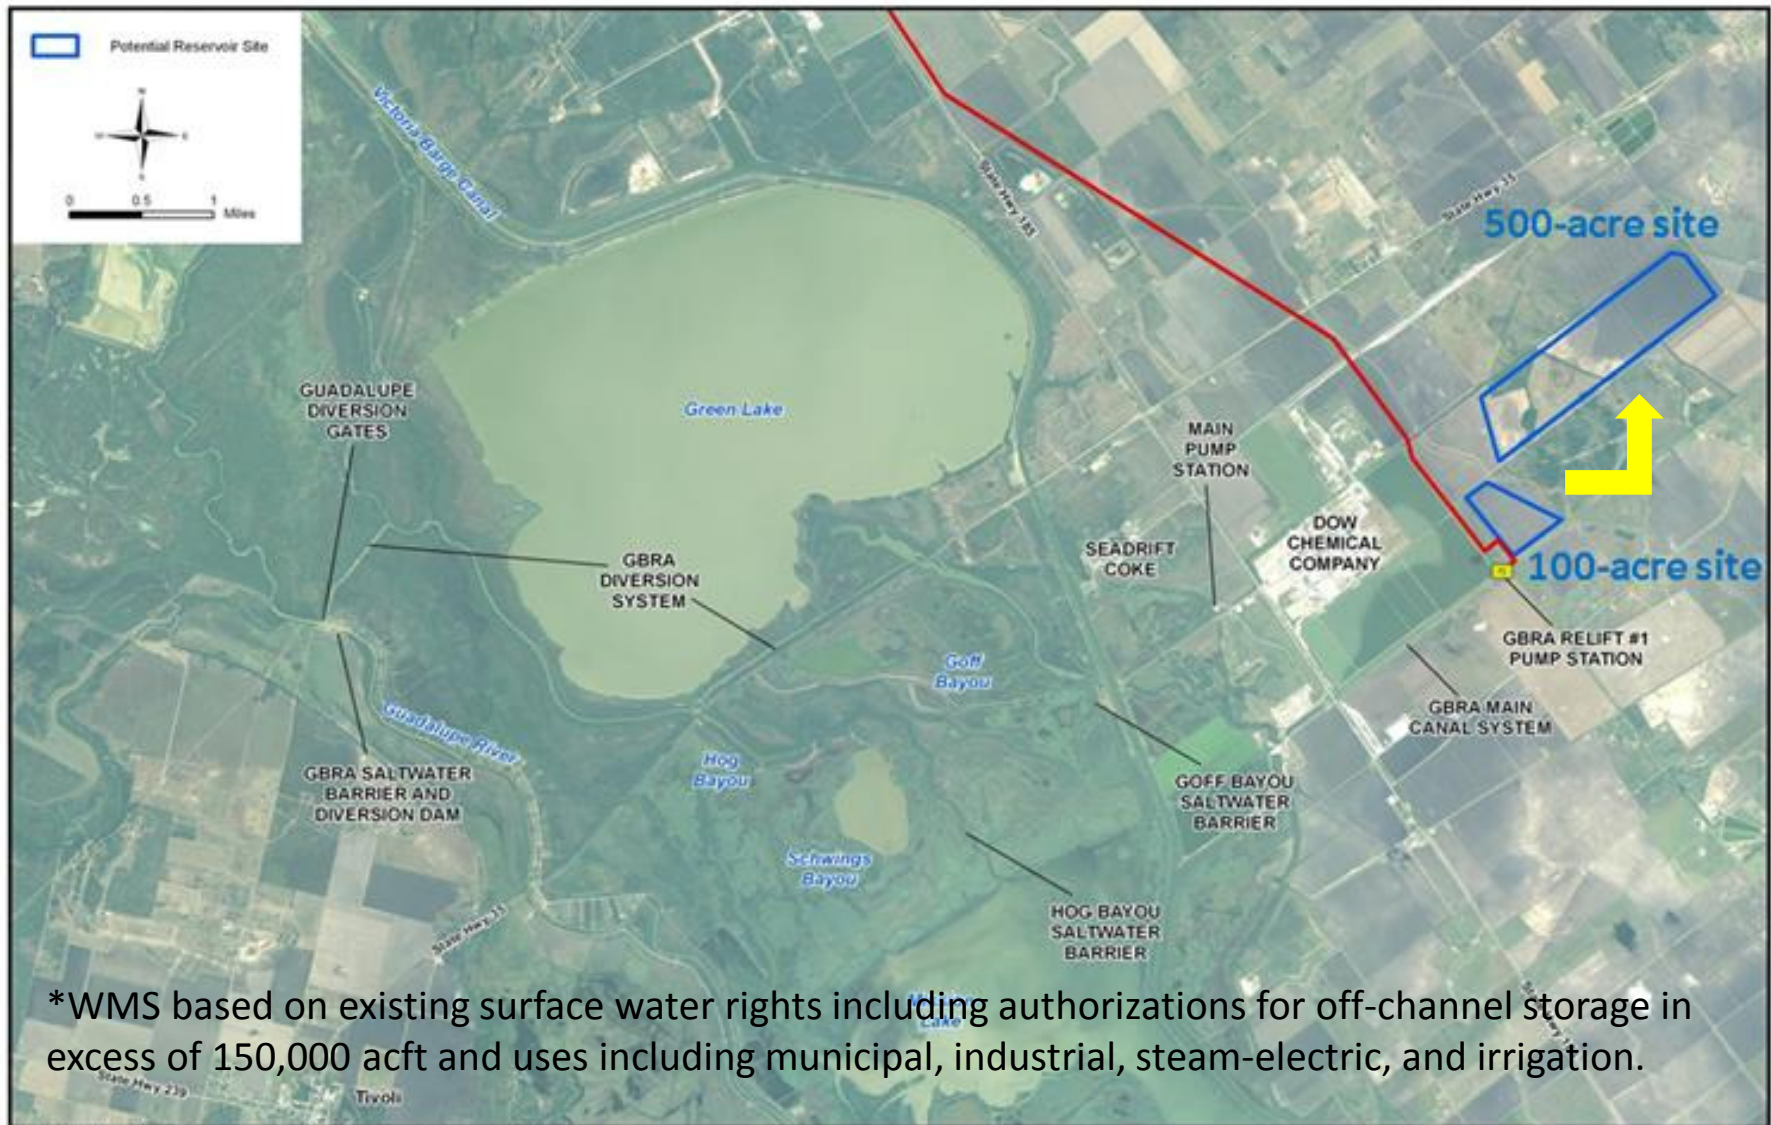 Potential Reservoir Site
N
W
E
S
0
0.5
1
Miles
Victoria Barge Canal
State Hwy 185
State Hwy 35
500-acre site
GUADALUPE
DIVERSION
GATES
Green Lake
MAIN
PUMP
STATION
DOW
CHEMICAL
COMPANY
SEADRIFT
COKE
GBRA
DIVERSION
SYSTEM
100-acre site
GBRA RELIFT #1
PUMP STATION
Goff
Bayou
GBRA MAIN
CANAL SYSTEM
Guadalupe River
Hog
Bayou
GBRA SALTWATER
BARRIER AND
DIVERSION DAM
GOFF BAYOU
SALTWATER
BARRIER
Schwings
Bayou
HOG BAYOU
SALTWATER
BARRIER
State Hwy 35
Lake
*WMS based on existing surface water rights including authorizations for off-channel storage in
excess of 150,000 acft and uses including municipal, industrial, steam-electric, and irrigation.
State Hwy 239
Tivoli